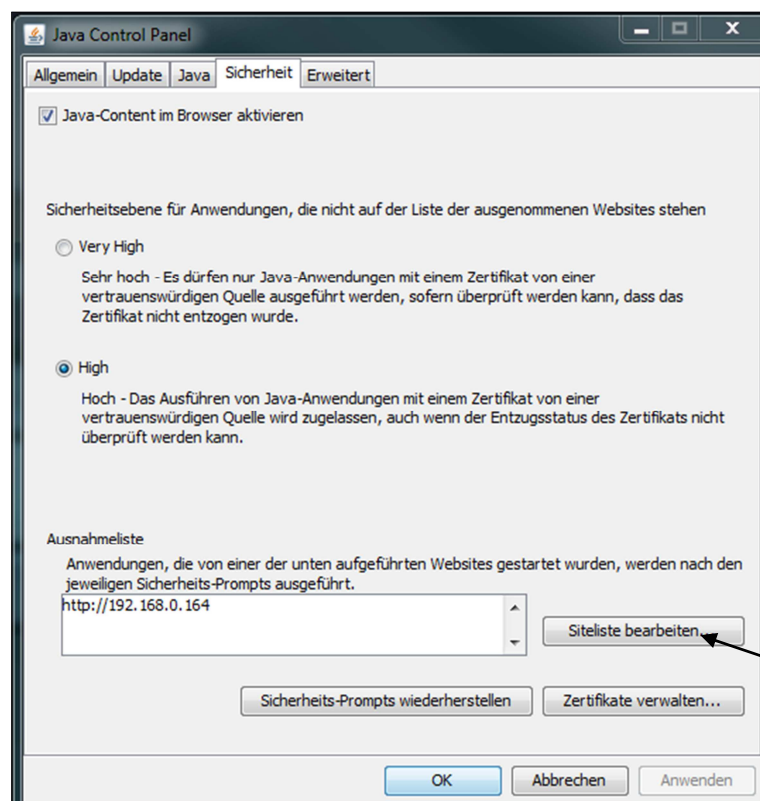 Java Control Panel
Allgemein Update Java Sicherheit Erweitert
Java-Content im Browser aktivieren
Sicherheitsebene für Anwendungen, die nicht auf der Liste der ausgenommenen Websites stehen
Very High
Sehr hoch - Es dürfen nur Java-Anwendungen mit einem Zertifikat von einer
vertrauenswürdigen Quelle ausgeführt werden, sofern überprüft werden kann, dass das
Zertifikat nicht entzogen wurde.
High
Hoch - Das Ausführen von Java-Anwendungen mit einem Zertifikat von einer
vertrauenswürdigen Quelle wird zugelassen, auch wenn der Entzugsstatus des Zertifikats nicht
überprüft werden kann.
Ausnahmeliste
Anwendungen, die von einer der unten aufgeführten Websites gestartet wurden, werden nach den
jeweiligen Sicherheits-Prompts ausgeführt.
http://192.168.0.164
Siteliste bearbeiten...
Sicherheits-Prompts wiederherstellen Zertifikate verwalten...
OK Abbrechen Anwenden